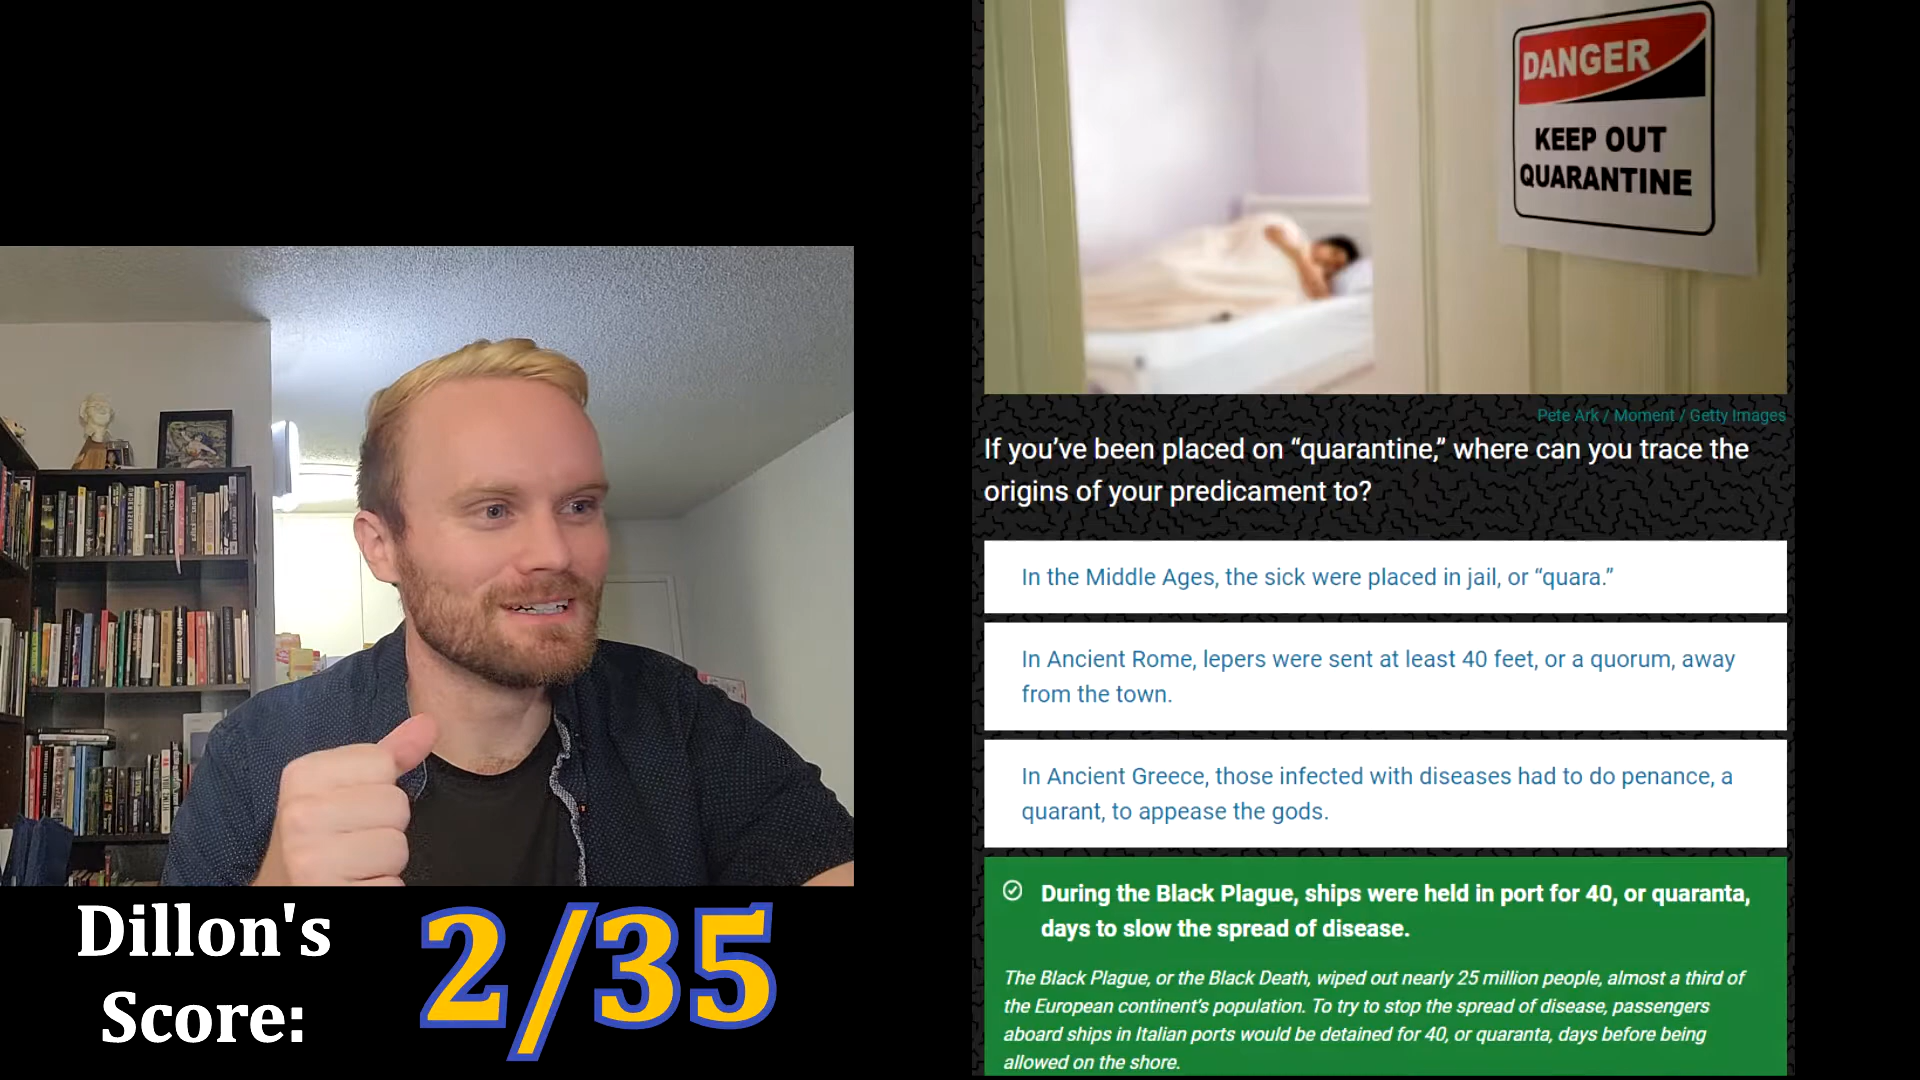 DANGER
KEEP OUT
QUARANTINE
Pete Ark / Moment / Getty Images
If you’ve been placed on “quarantine,” where can you trace the
origins of your predicament to?
In the Middle Ages, the sick were placed in jail, or “quara.”
In Ancient Rome, lepers were sent at least 40 feet, or a quorum, away
from the town.
In Ancient Greece, those infected with diseases had to do penance, a
quarant, to appease the gods.
During the Black Plague, ships were held in port for 40, or quaranta,
days to slow the spread of disease.
The Black Plague, or the Black Death, wiped out nearly 25 million people, almost a third of
the European continent’s population. To try to stop the spread of disease, passengers
aboard ships in Italian ports would be detained for 40, or quaranta, days before being
allowed on the shore.
Dillon's
Score:
2/35